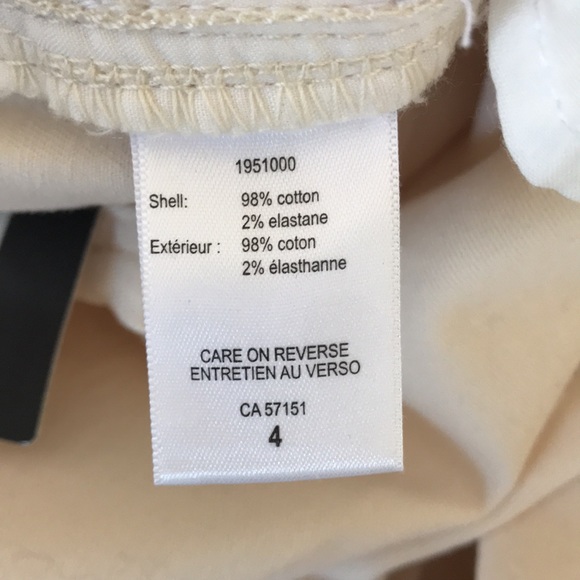 1951000
Shell: 98% cotton
2% elastane
Extérieur : 98% coton
2% élasthanne
CARE ON REVERSE
ENTRETIEN AU VERSO
CA 57151
4